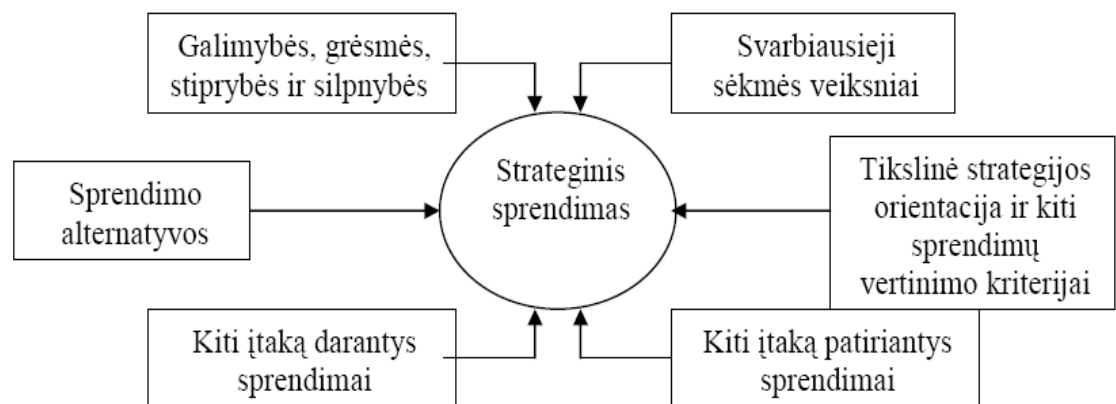 Galimybės, grėsmės,
stiprybės ir silpnybės
Svarbiausieji
sėkmės veiksniai
Sprendimo
alternatyvos
Strateginis
sprendimas
Tikslinė strategijos
orientacija ir kiti
sprendimų
vertinimo kriterijai
Kiti įtaką darantys
sprendimai
Kiti įtaką patiriantys
sprendimai